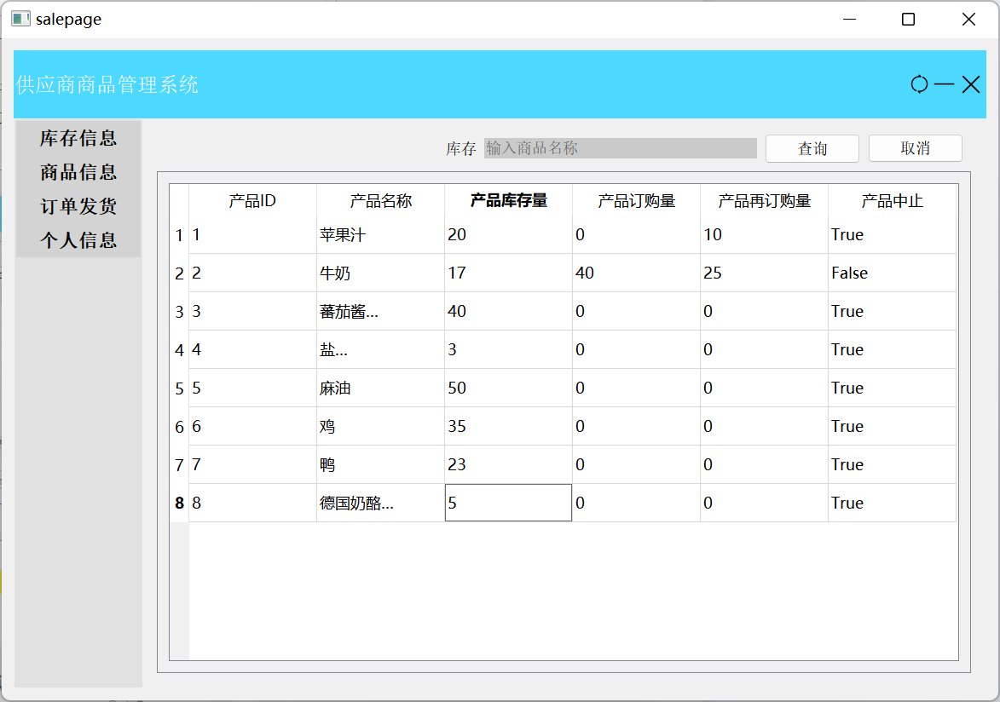 salepage
供应商商品管理系统
库存信息
商品信息
订单发货
个人信息
库存 输入商品名称 查询 取消
产品ID 产品名称 产品库存量 产品订购量 产品再订购量 产品中止
1 1 苹果汁 20 0 10 True
2 2 牛奶 17 40 25 False
3 3 蕃茄酱... 40 0 0 True
4 4 盐... 3 0 0 True
5 5 麻油 50 0 0 True
6 6 鸡 35 0 0 True
7 7 鸭 23 0 0 True
8 8 德国奶酪... 5 0 0 True